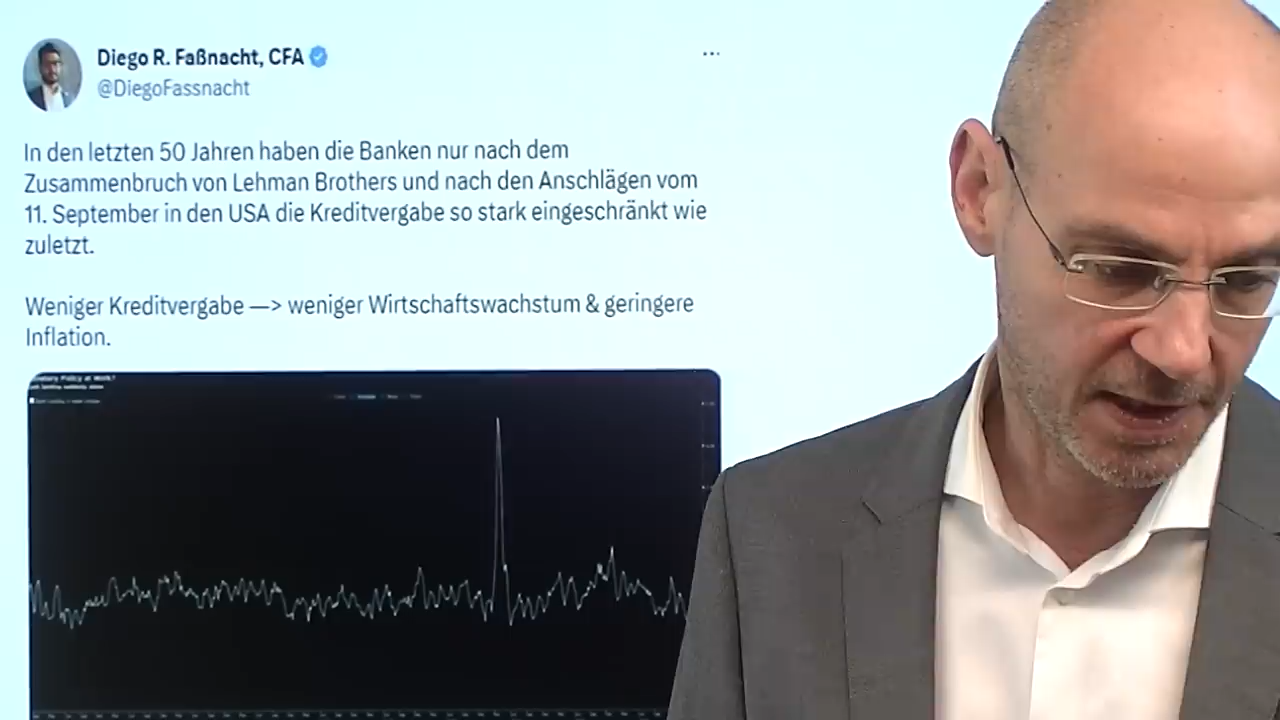 Diego R. Faßnacht, CFA
@DiegoFassnacht
In den letzten 50 Jahren haben die Banken nur nach dem
Zusammenbruch von Lehman Brothers und nach den Anschlägen vom
11. September in den USA die Kreditvergabe so stark eingeschränkt wie
zuletzt.
Weniger Kreditvergabe —> weniger Wirtschaftswachstum & geringere
Inflation.